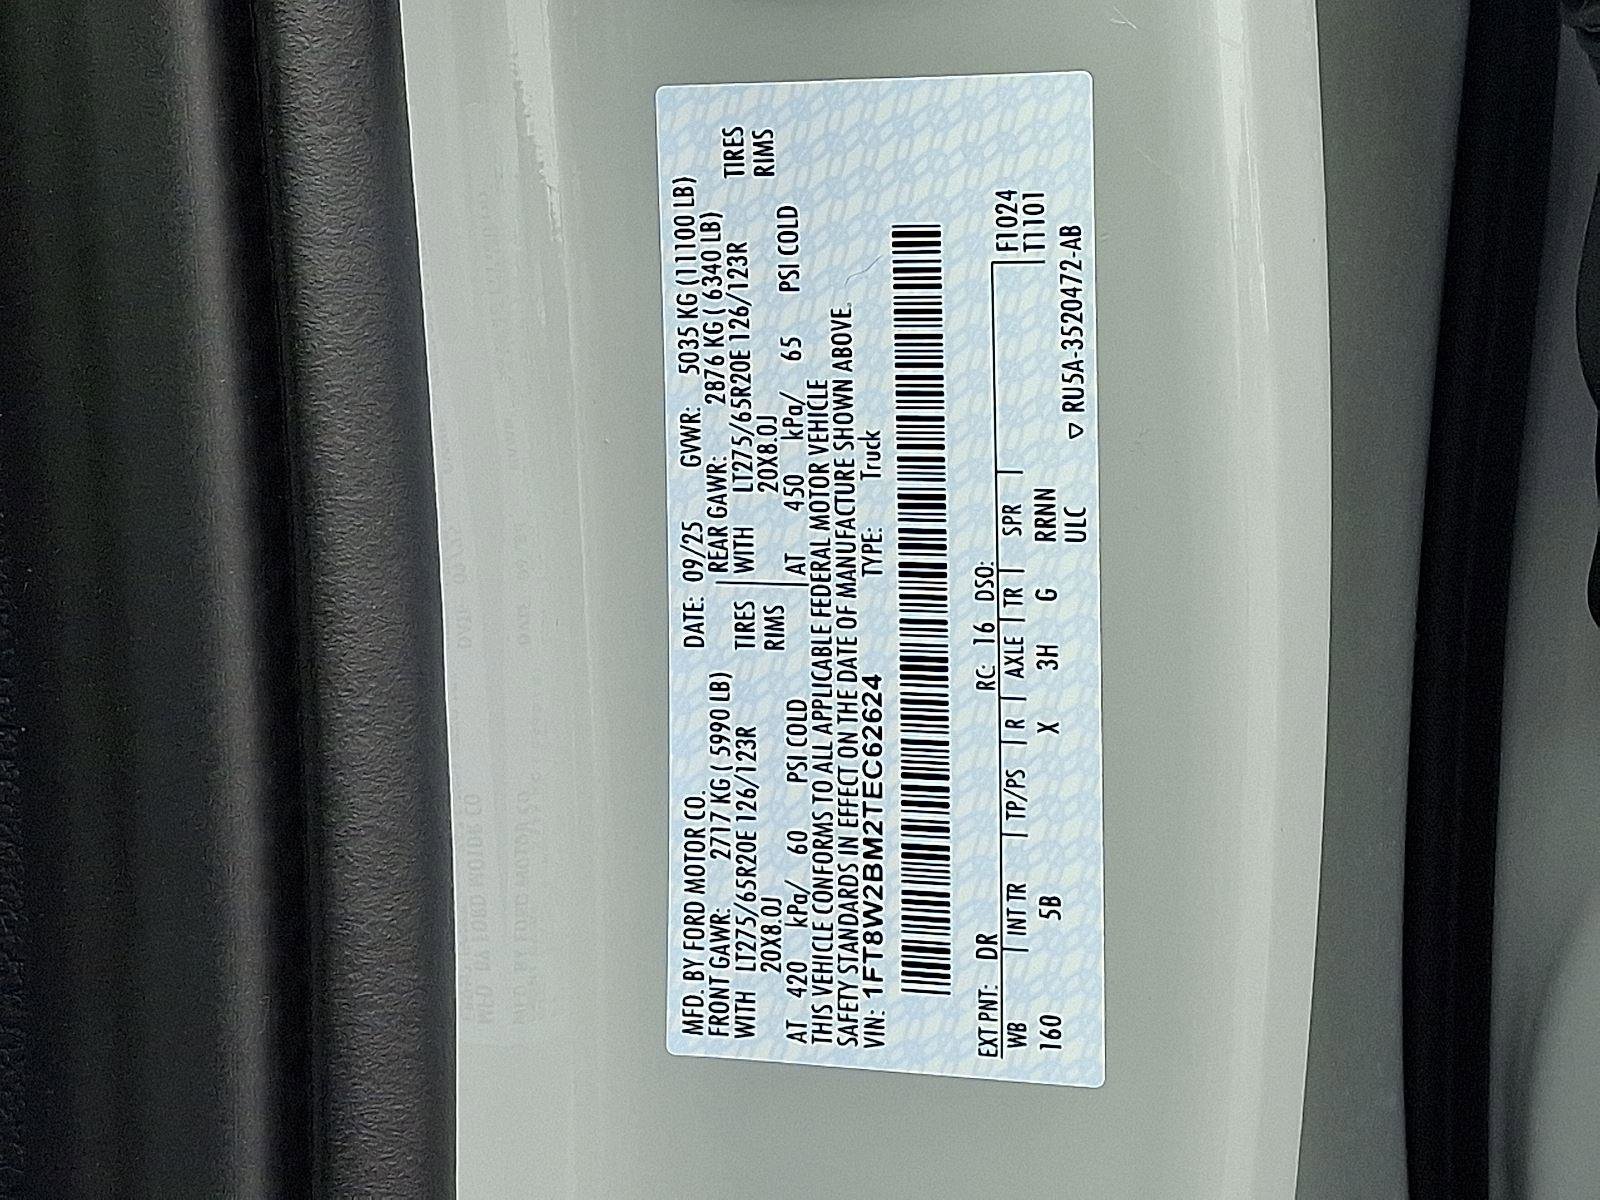 MFD. BY FORD MOTOR CO. DATE: 09/25 GVWR: 5035 KG (11100 LB)
FRONT GAWR: 2717 KG ( 5990 LB) REAR GAWR: 2876 KG ( 6340 LB)
WITH LT275/65R20E 126/123R TIRES WITH LT275/65R20E 126/123R TIRES
20X8.0J RIMS 20X8.0J RIMS
AT 420 kPa/ 60 PSI COLD AT 450 kPa/ 65 PSI COLD
THIS VEHICLE CONFORMS TO ALL APPLICABLE FEDERAL MOTOR VEHICLE
SAFETY STANDARDS IN EFFECT ON THE DATE OF MANUFACTURE SHOWN ABOVE.
VIN: 1FT8W2BM2TEC62624 TYPE: Truck
EXT PNT: DR RC: 16 DSO: F1024
WB INT TR TP/PS R AXLE TR SPR T1101
160 5B X 3H G RRNN
ULC ▽ RU5A-3520472-AB